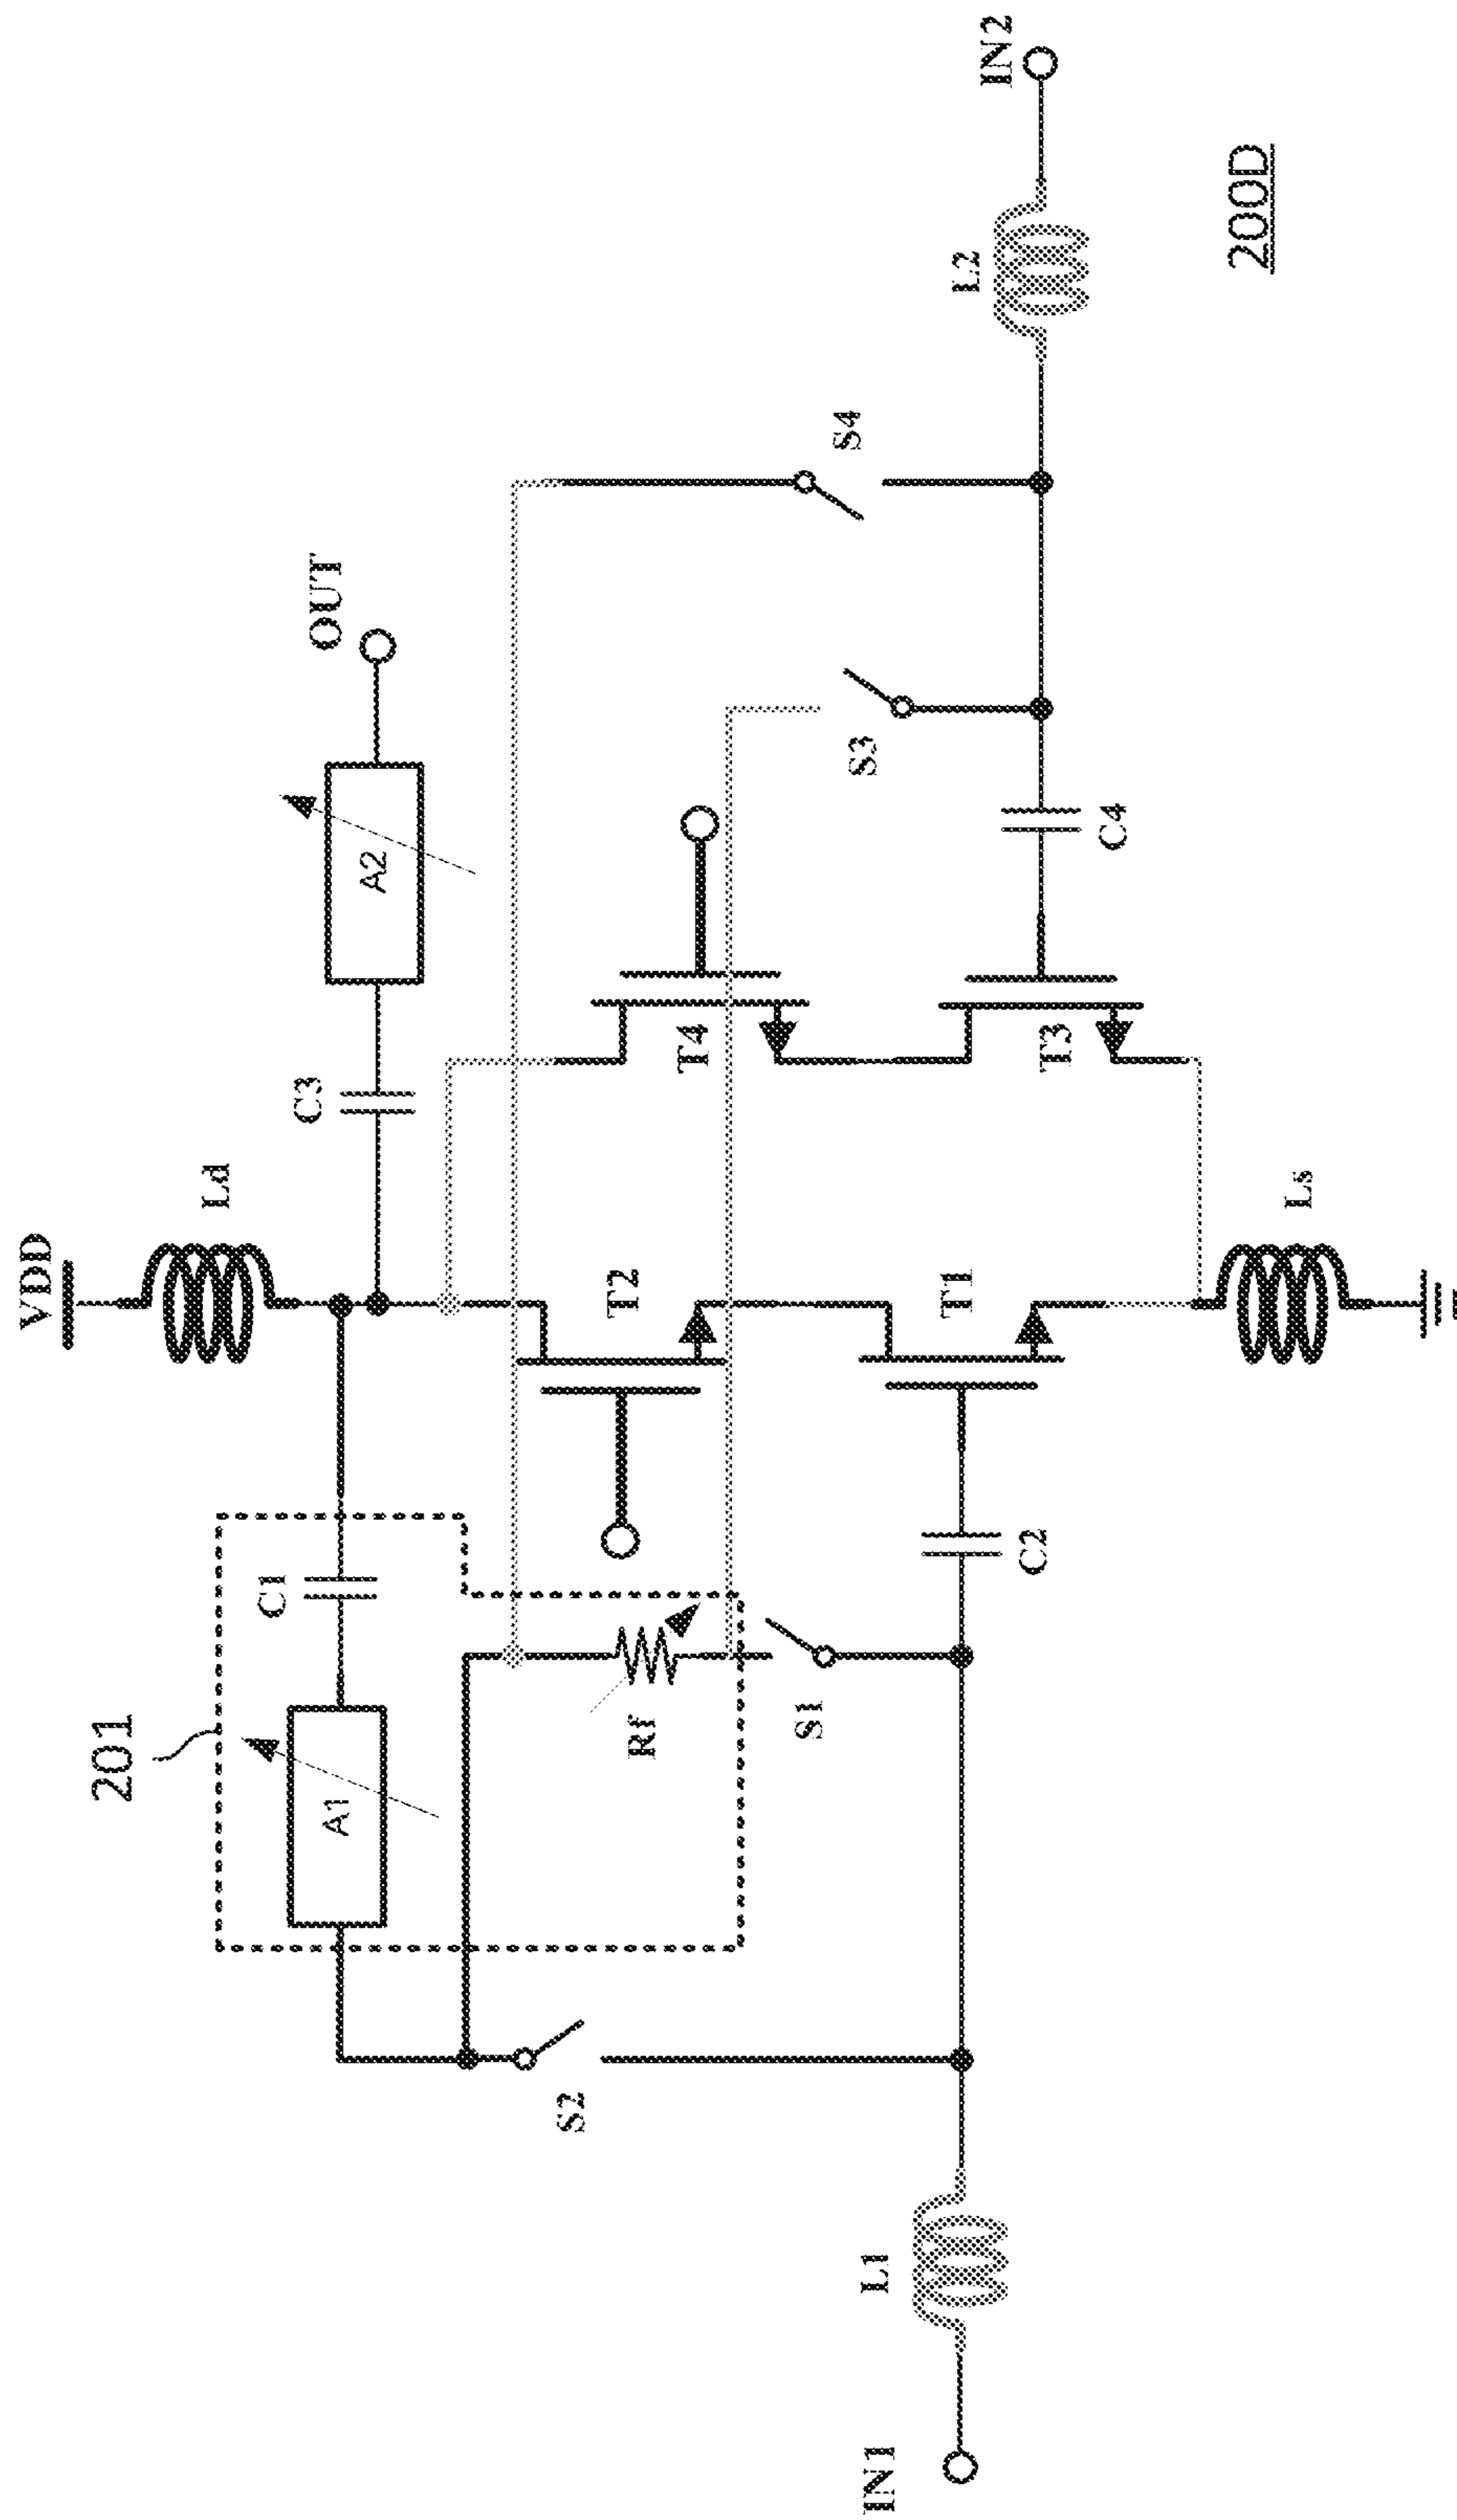 VDD
Ld
201
C1
C3
OUT
A1
A2
Rf
T2
T4
S1
S2
S3
S4
C2
T1
T3
C4
L1
L2
IN1
IN2
Ls
200D